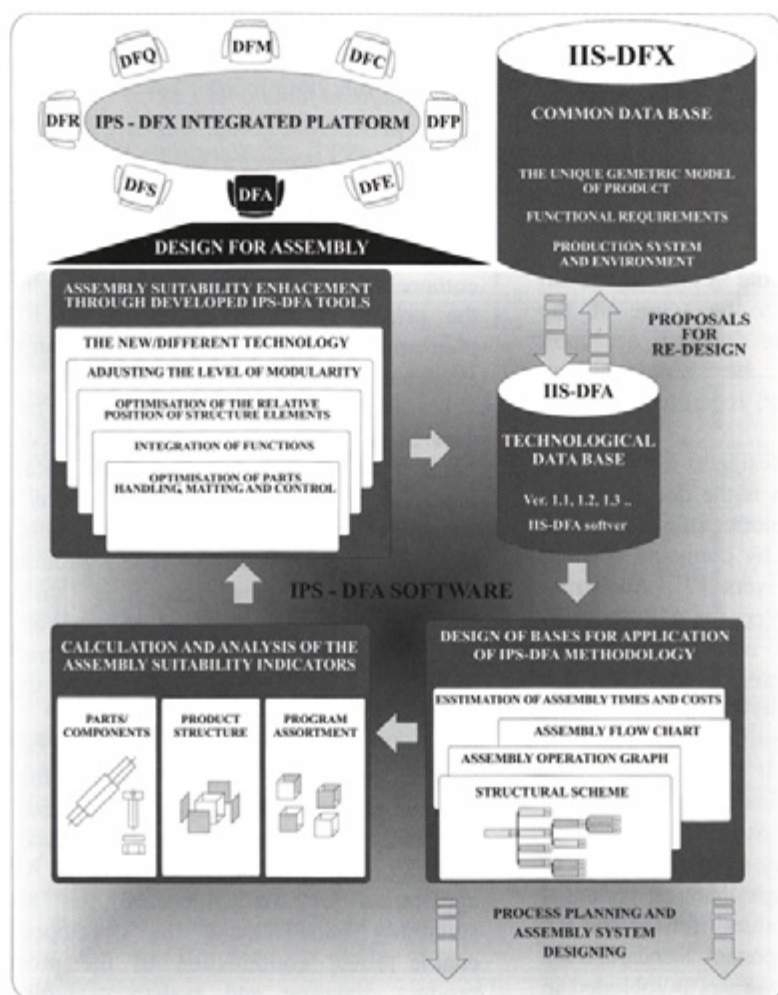 DFQ
DFM
DFC
DFR
IPS - DFX INTEGRATED PLATFORM
DFP
DFS
DFA
DFE
DESIGN FOR ASSEMBLY
IIS-DFX
COMMON DATA BASE
THE UNIQUE GEMETRIC MODEL
OF PRODUCT
FUNCTIONAL REQUIREMENTS
PRODUCTION SYSTEM
AND ENVIRONMENT
PROPOSALS
FOR
RE-DESIGN
ASSEMBLY SUITABILITY ENHACEMENT
THROUGH DEVELOPED IPS-DFA TOOLS
THE NEW/DIFFERENT TECHNOLOGY
ADJUSTING THE LEVEL OF MODULARITY
OPTIMISATION OF THE RELATIVE
POSITION OF STRUCTURE ELEMENTS
INTEGRATION OF FUNCTIONS
OPTIMISATION OF PARTS
HANDLING, MATTING AND CONTROL
IIS-DFA
TECHNOLOGICAL
DATA BASE
Ver. 1.1, 1.2, 1.3 ..
IIS-DFA softver
IPS - DFA SOFTWARE
CALCULATION AND ANALYSIS OF THE
ASSEMBLY SUITABILITY INDICATORS
PARTS/
COMPONENTS
PRODUCT
STRUCTURE
PROGRAM
ASSORTMENT
DESIGN OF BASES FOR APPLICATION
OF IPS-DFA METHODOLOGY
ESSTIMATION OF ASSEMBLY TIMES AND COSTS
ASSEMBLY FLOW CHART
ASSEMBLY OPERATION GRAPH
STRUCTURAL SCHEME
PROCESS PLANNING AND
ASSEMBLY SYSTEM
DESIGNING